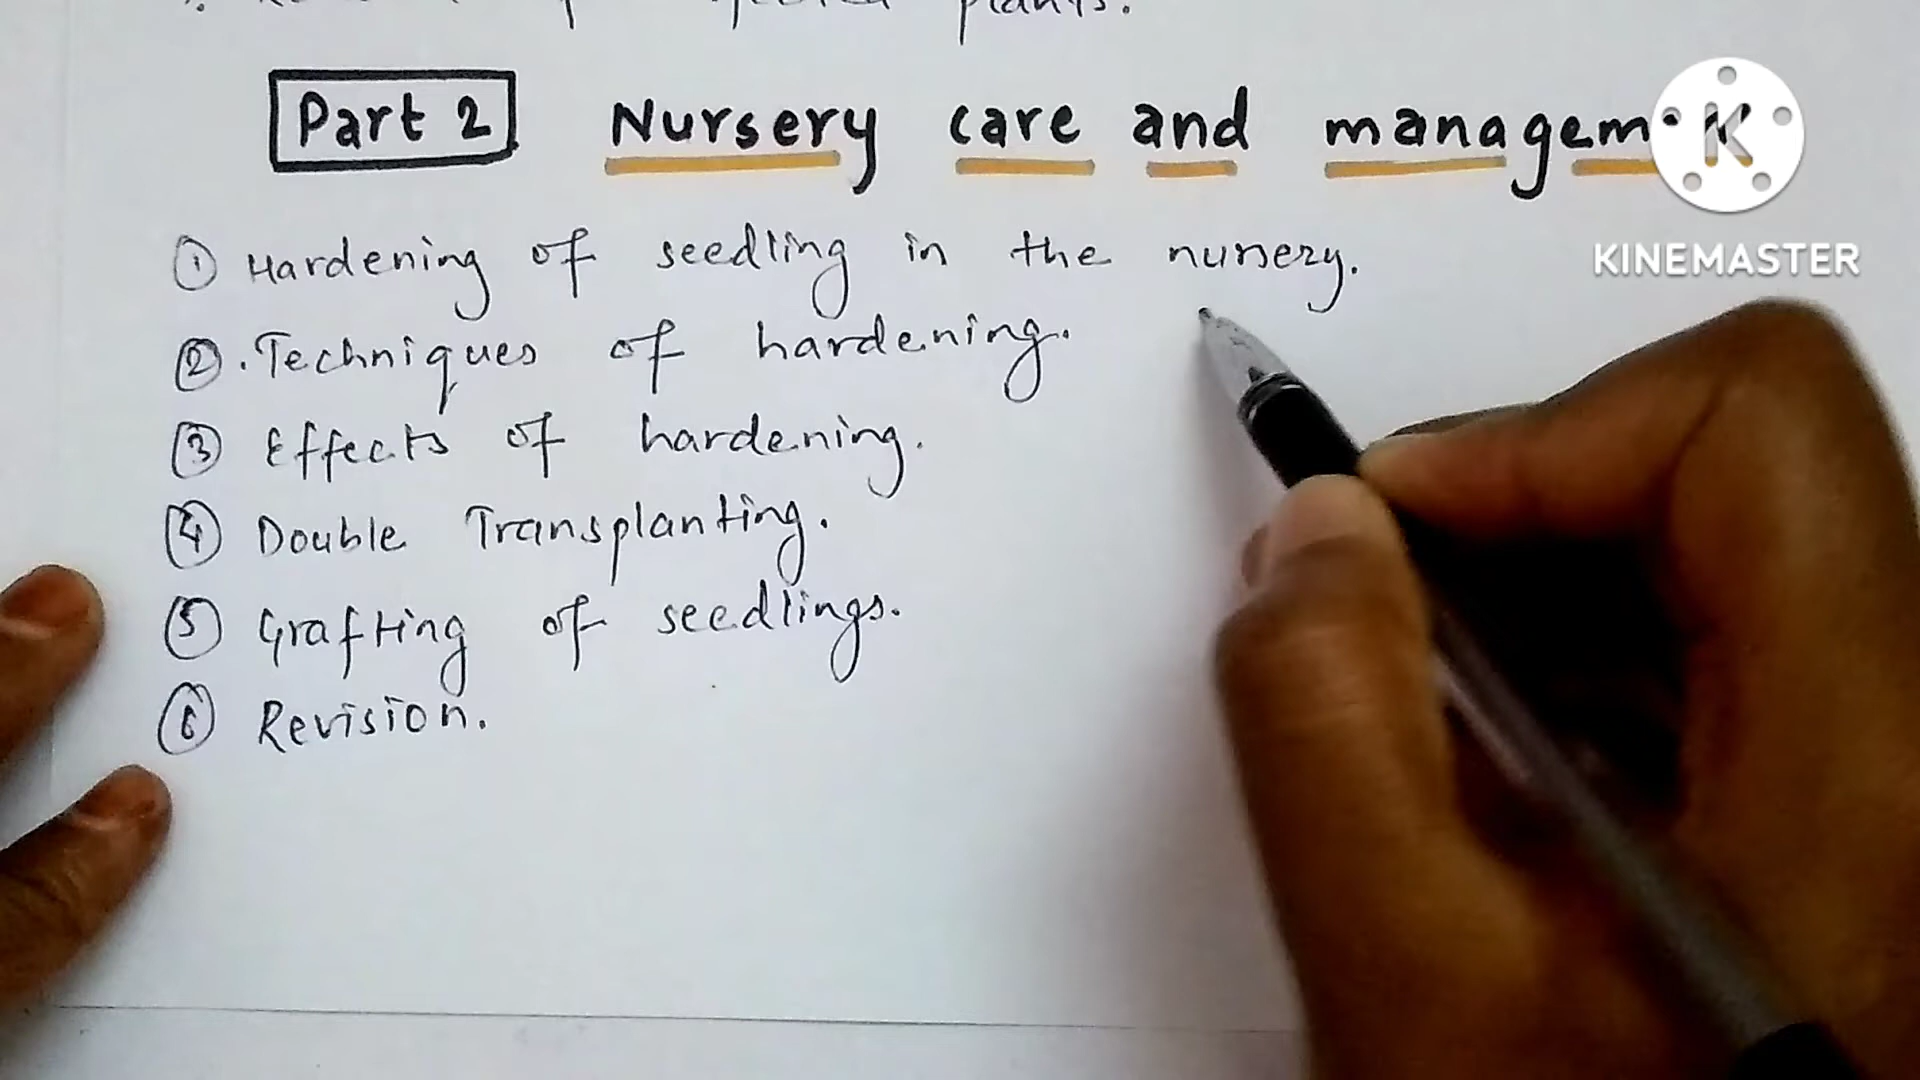 plants.
Part 2 Nursery care and managem
① Hardening of seedling in the nursery.
② . Techniques of hardening.
③ Effects of hardening.
④ Double Transplanting.
⑤ Grafting of seedlings.
⑥ Revision.
K
KINEMASTER